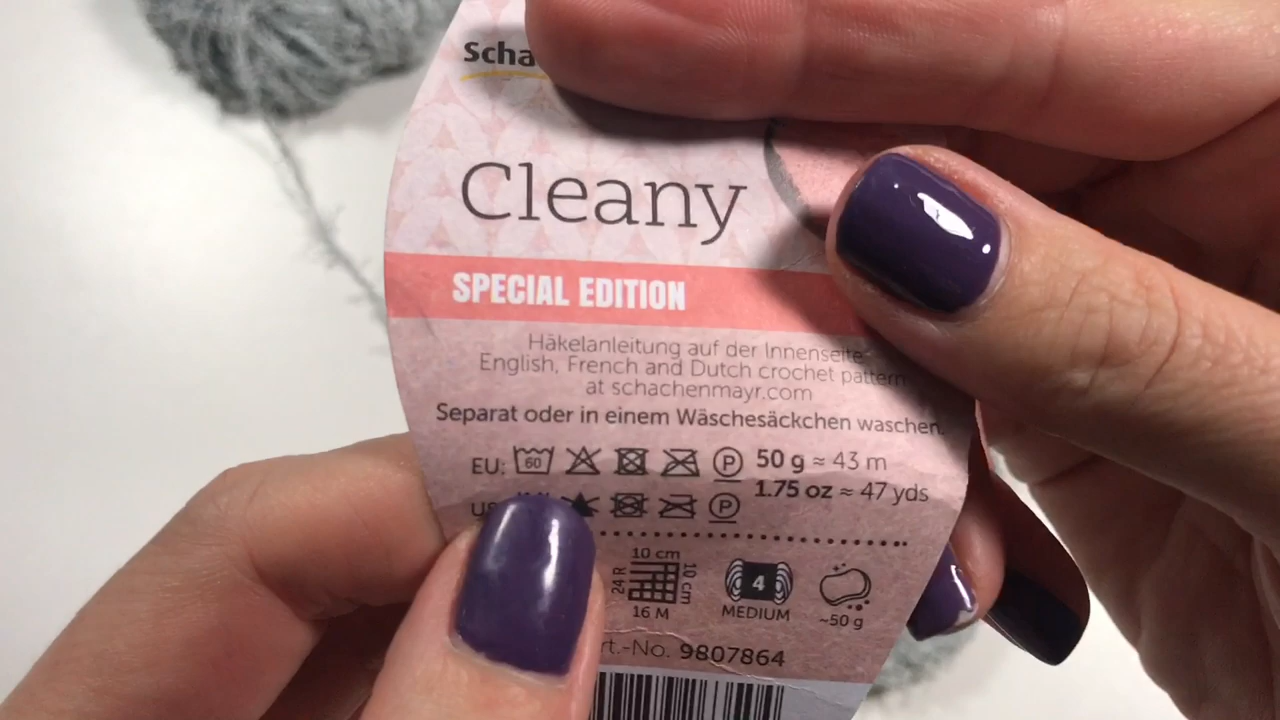 Cleany
SPECIAL EDITION
Häkelanleitung auf der Innenseite
English, French and Dutch crochet pattern
at schachenmayr.com
Separat oder in einem Wäschesäckchen waschen.
EU: 60 P 50 g ≈ 43 m
1.75 oz ≈ 47 yds
P
10 cm
24 R
10 cm
16 M
4
MEDIUM
~50 g
9807864